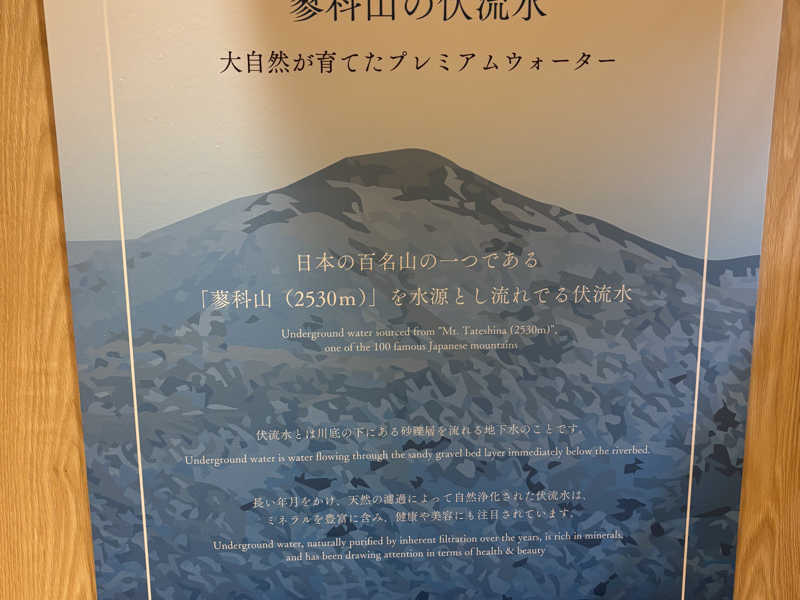 蓼科山の伏流水
大自然が育てたプレミアムウォーター
日本の百名山の一つである
「蓼科山（2530m）」を水源とし流れてる伏流水
Underground water sourced from "Mt. Tateshina (2530m)",
one of the 100 famous Japanese mountains
伏流水とは川底の下にある砂礫層を流れる地下水のことです。
Underground water is water flowing through the sandy gravel bed layer immediately below the riverbed.
長い年月をかけ、天然の濾過によって自然浄化された伏流水は、
ミネラルを豊富に含み、健康や美容にも注目されています。
Underground water, naturally purified by inherent filtration over the years, is rich in minerals,
and has been drawing attention in terms of health & beauty